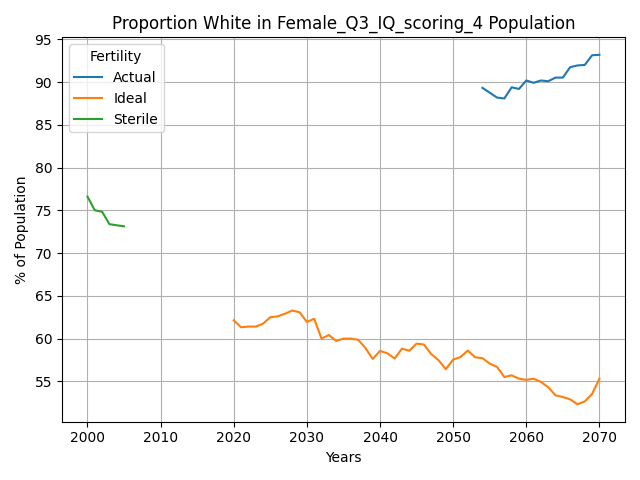 Proportion White in Female_Q3_IQ_scoring_4 Population
95
90
85
80
75
70
65
60
55
% of Population
Fertility
Actual
Ideal
Sterile
2000 2010 2020 2030 2040 2050 2060 2070
Years